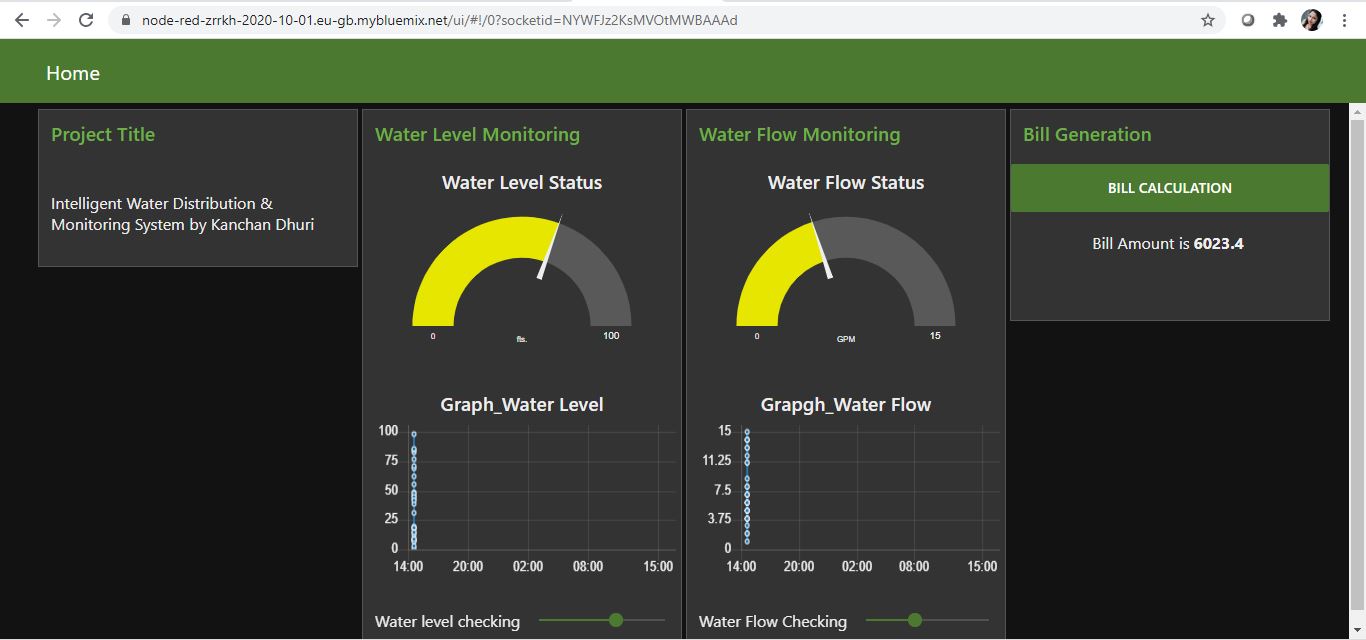 node-red-zrrkh-2020-10-01.eu-gb.mybluemix.net/ui/#!/0?socketid=NYWFJz2KsMVOtMWBAAAd
Home
Project Title
Intelligent Water Distribution &
Monitoring System by Kanchan Dhuri
Water Level Monitoring
Water Level Status
0
fts.
100
Graph_Water Level
100
75
50
25
0
14:00 20:00 02:00 08:00 15:00
Water level checking
Water Flow Monitoring
Water Flow Status
0
GPM
15
Grapgh_Water Flow
15
11.25
7.5
3.75
0
14:00 20:00 02:00 08:00 15:00
Water Flow Checking
Bill Generation
BILL CALCULATION
Bill Amount is 6023.4